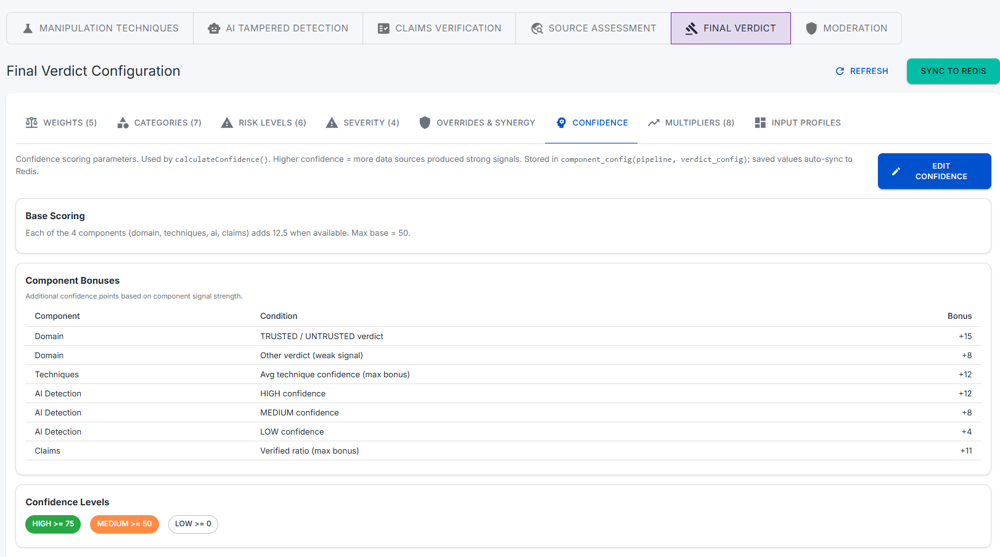 MANIPULATION TECHNIQUES
AI TAMPERED DETECTION
CLAIMS VERIFICATION
SOURCE ASSESSMENT
FINAL VERDICT
MODERATION
Final Verdict Configuration
REFRESH
SYNC TO REDIS
WEIGHTS (5)
CATEGORIES (7)
RISK LEVELS (6)
SEVERITY (4)
OVERRIDES & SYNERGY
CONFIDENCE
MULTIPLIERS (8)
INPUT PROFILES
Confidence scoring parameters. Used by calculateConfidence(). Higher confidence = more data sources produced strong signals. Stored in component_config(pipeline, verdict_config); saved values auto-sync to
Redis.
EDIT
CONFIDENCE
Base Scoring
Each of the 4 components (domain, techniques, ai, claims) adds 12.5 when available. Max base = 50.
Component Bonuses
Additional confidence points based on component signal strength.
Component Condition Bonus
Domain TRUSTED / UNTRUSTED verdict +15
Domain Other verdict (weak signal) +8
Techniques Avg technique confidence (max bonus) +12
AI Detection HIGH confidence +12
AI Detection MEDIUM confidence +8
AI Detection LOW confidence +4
Claims Verified ratio (max bonus) +11
Confidence Levels
HIGH >= 75
MEDIUM >= 50
LOW >= 0